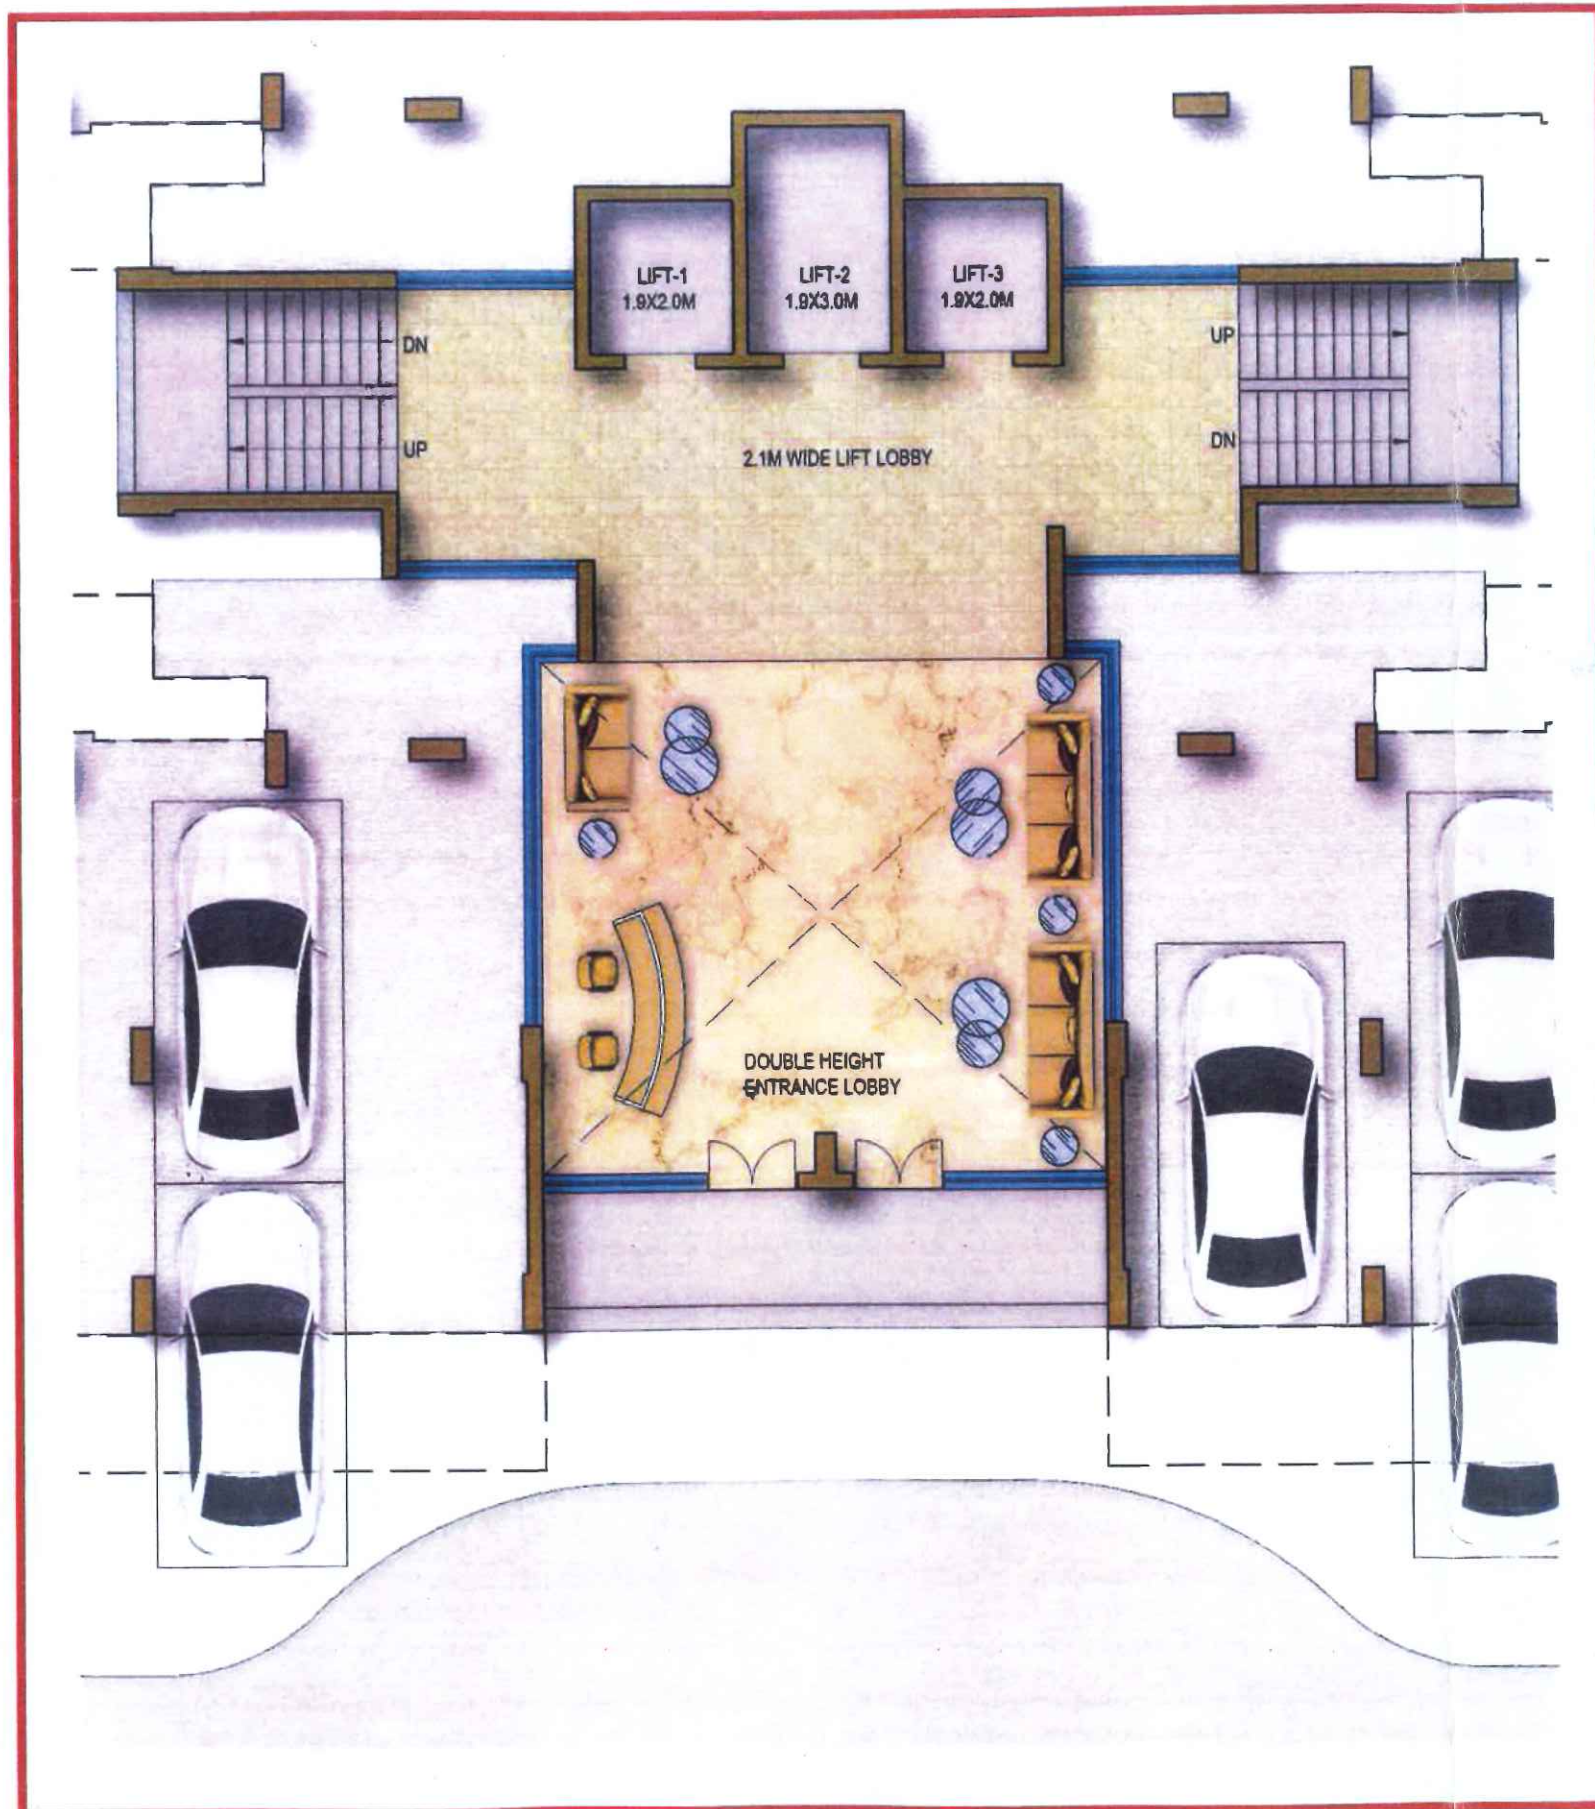 LIFT-1
1.9X2.0M
LIFT-2
1.9X3.0M
LIFT-3
1.9X2.0M
DN
UP
UP
DN
2.1M WIDE LIFT LOBBY
DOUBLE HEIGHT
ENTRANCE LOBBY